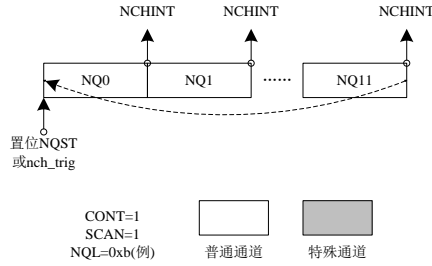 NCHINT NCHINT NCHINT
NQ0 NQ1 …… NQ11
置位NQST
或nch_trig
CONT=1
SCAN=1
NQL=0xb(例) 普通通道 特殊通道